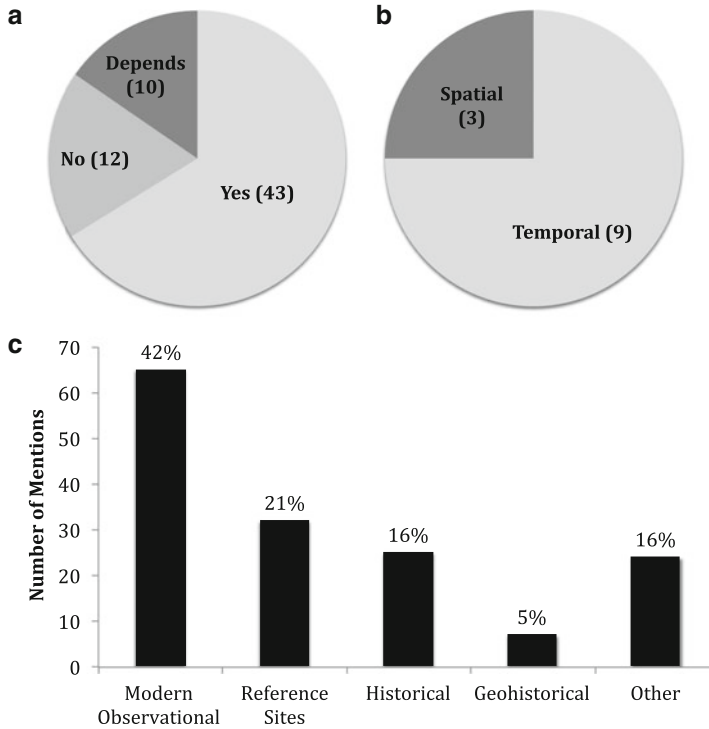 a
Depends
(10)
No (12)
Yes (43)
b
Spatial
(3)
Temporal (9)
c
Number of Mentions
70
60
50
40
30
20
10
0
42%
21%
16%
5%
16%
Modern
Observational
Reference
Sites
Historical
Geohistorical
Other